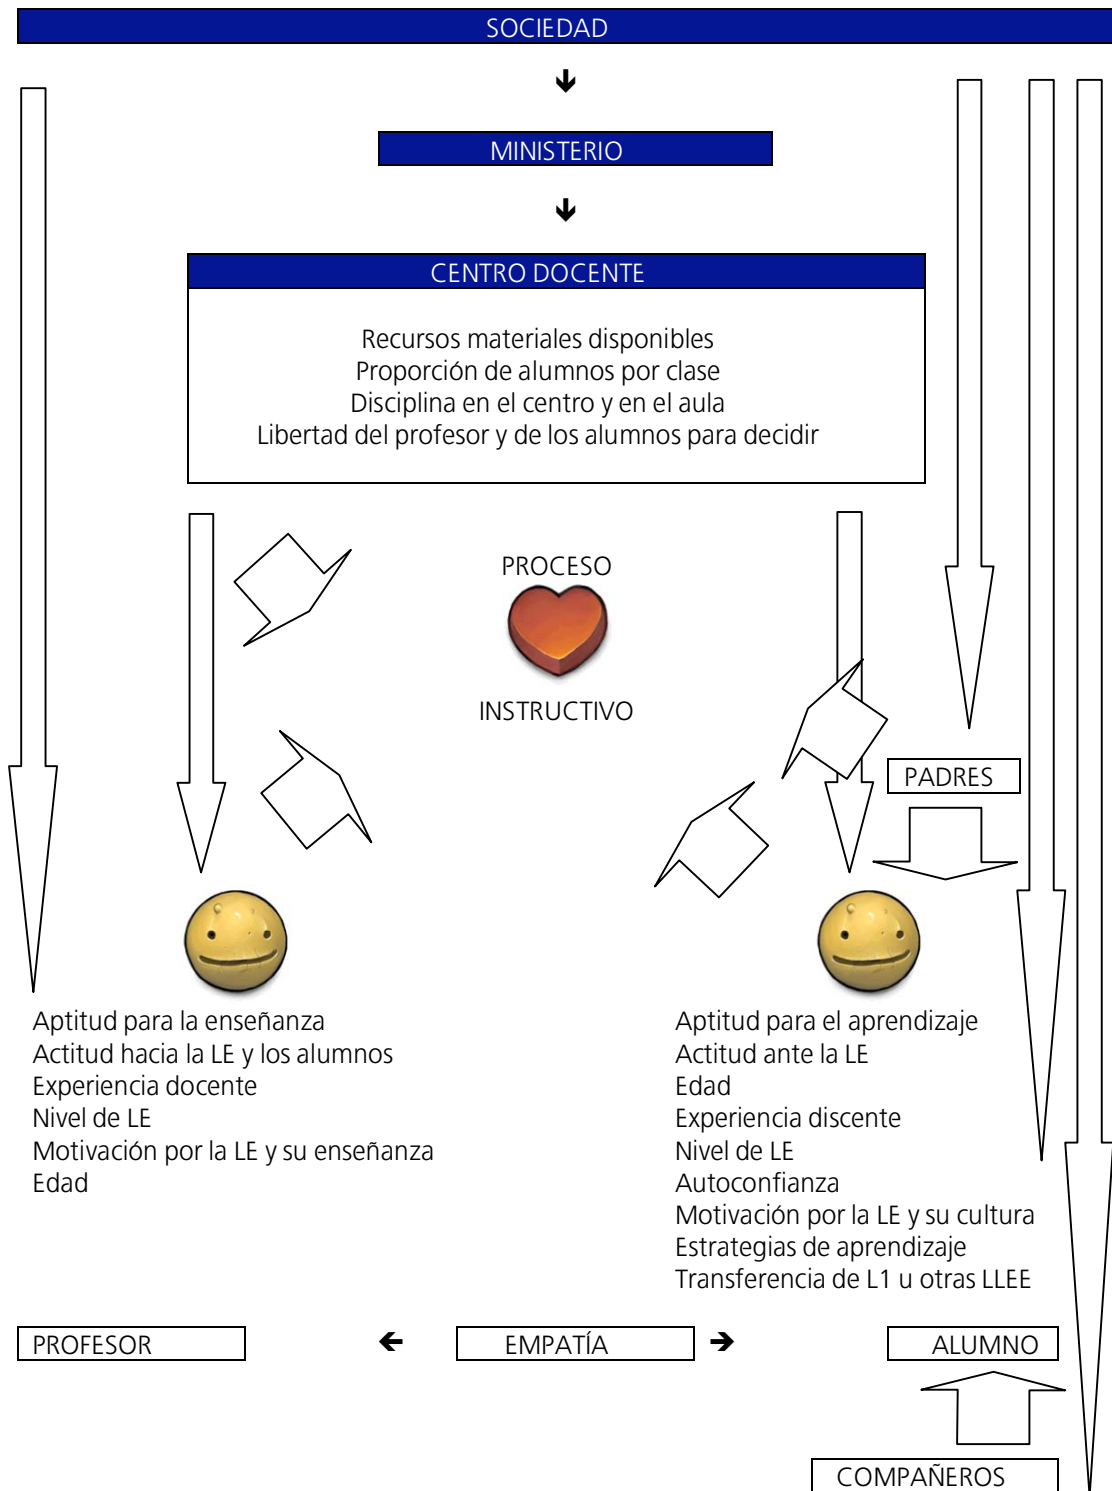 SOCIEDAD
MINISTERIO
CENTRO DOCENTE
Recursos materiales disponibles
Proporción de alumnos por clase
Disciplina en el centro y en el aula
Libertad del profesor y de los alumnos para decidir
PROCESO
INSTRUCTIVO
PADRES
Aptitud para la enseñanza
Actitud hacia la LE y los alumnos
Experiencia docente
Nivel de LE
Motivación por la LE y su enseñanza
Edad
Aptitud para el aprendizaje
Actitud ante la LE
Edad
Experiencia discente
Nivel de LE
Autoconfianza
Motivación por la LE y su cultura
Estrategias de aprendizaje
Transferencia de L1 u otras LLEE
PROFESOR
EMPATÍA
ALUMNO
COMPAÑEROS